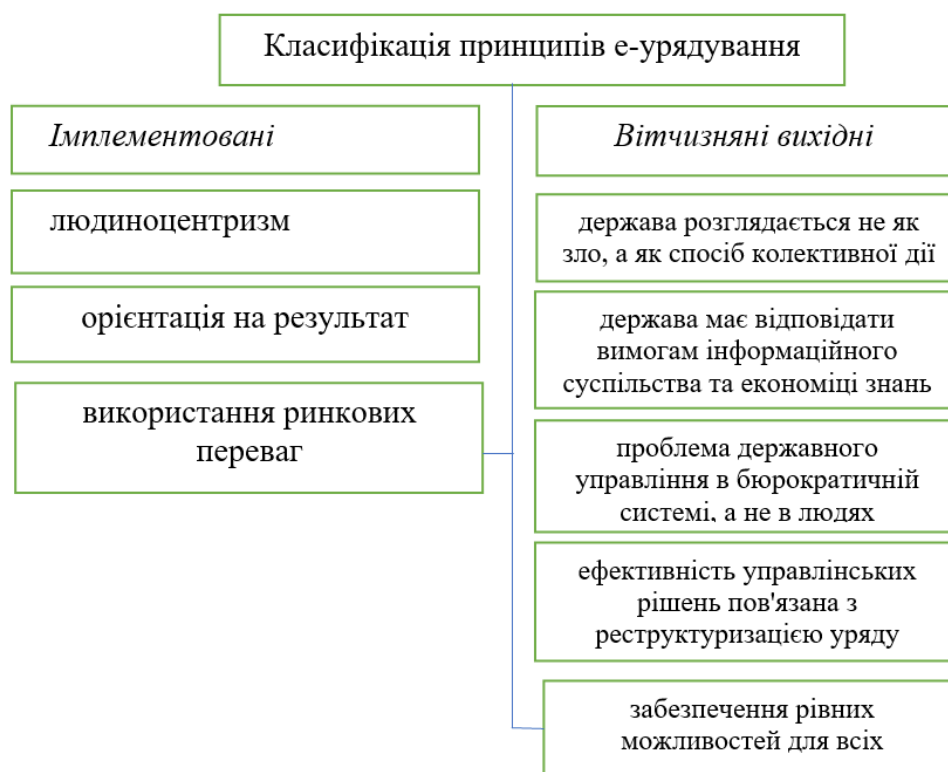 Класифікація принципів е-урядування
Імплементовані
людиноцентризм
орієнтація на результат
використання ринкових
переваг
Вітчизняні вихідні
держава розглядається не як
зло, а як спосіб колективної дії
держава має відповідати
вимогам інформаційного
суспільства та економіці знань
проблема державного
управління в бюрократичній
системі, а не в людях
ефективність управлінських
рішень пов'язана з
реструктуризацією уряду
забезпечення рівних
можливостей для всіх